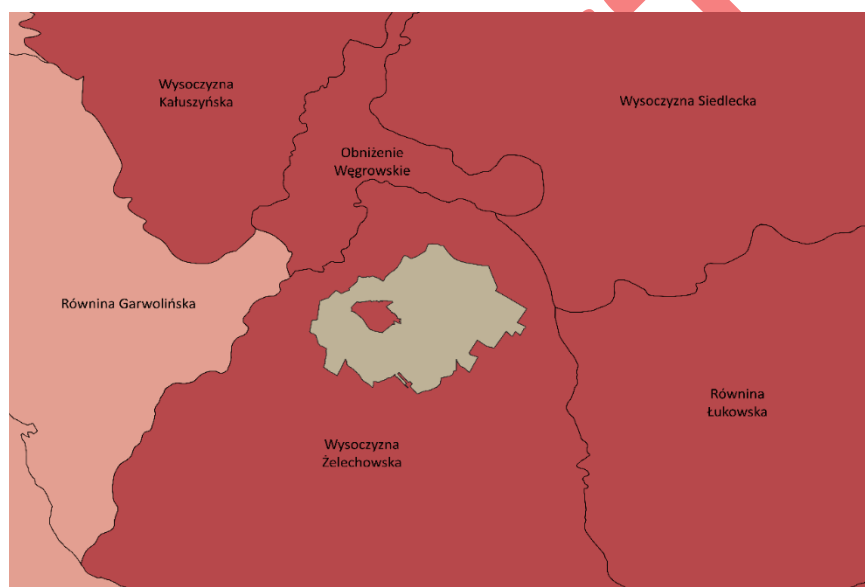 Wysoczyzna
Kałuszyńska
Wysoczyzna Siedlecka
Obniżenie
Węgrowskie
Równina Garwolińska
Równina
Łukowska
Wysoczyzna
Żelechowska